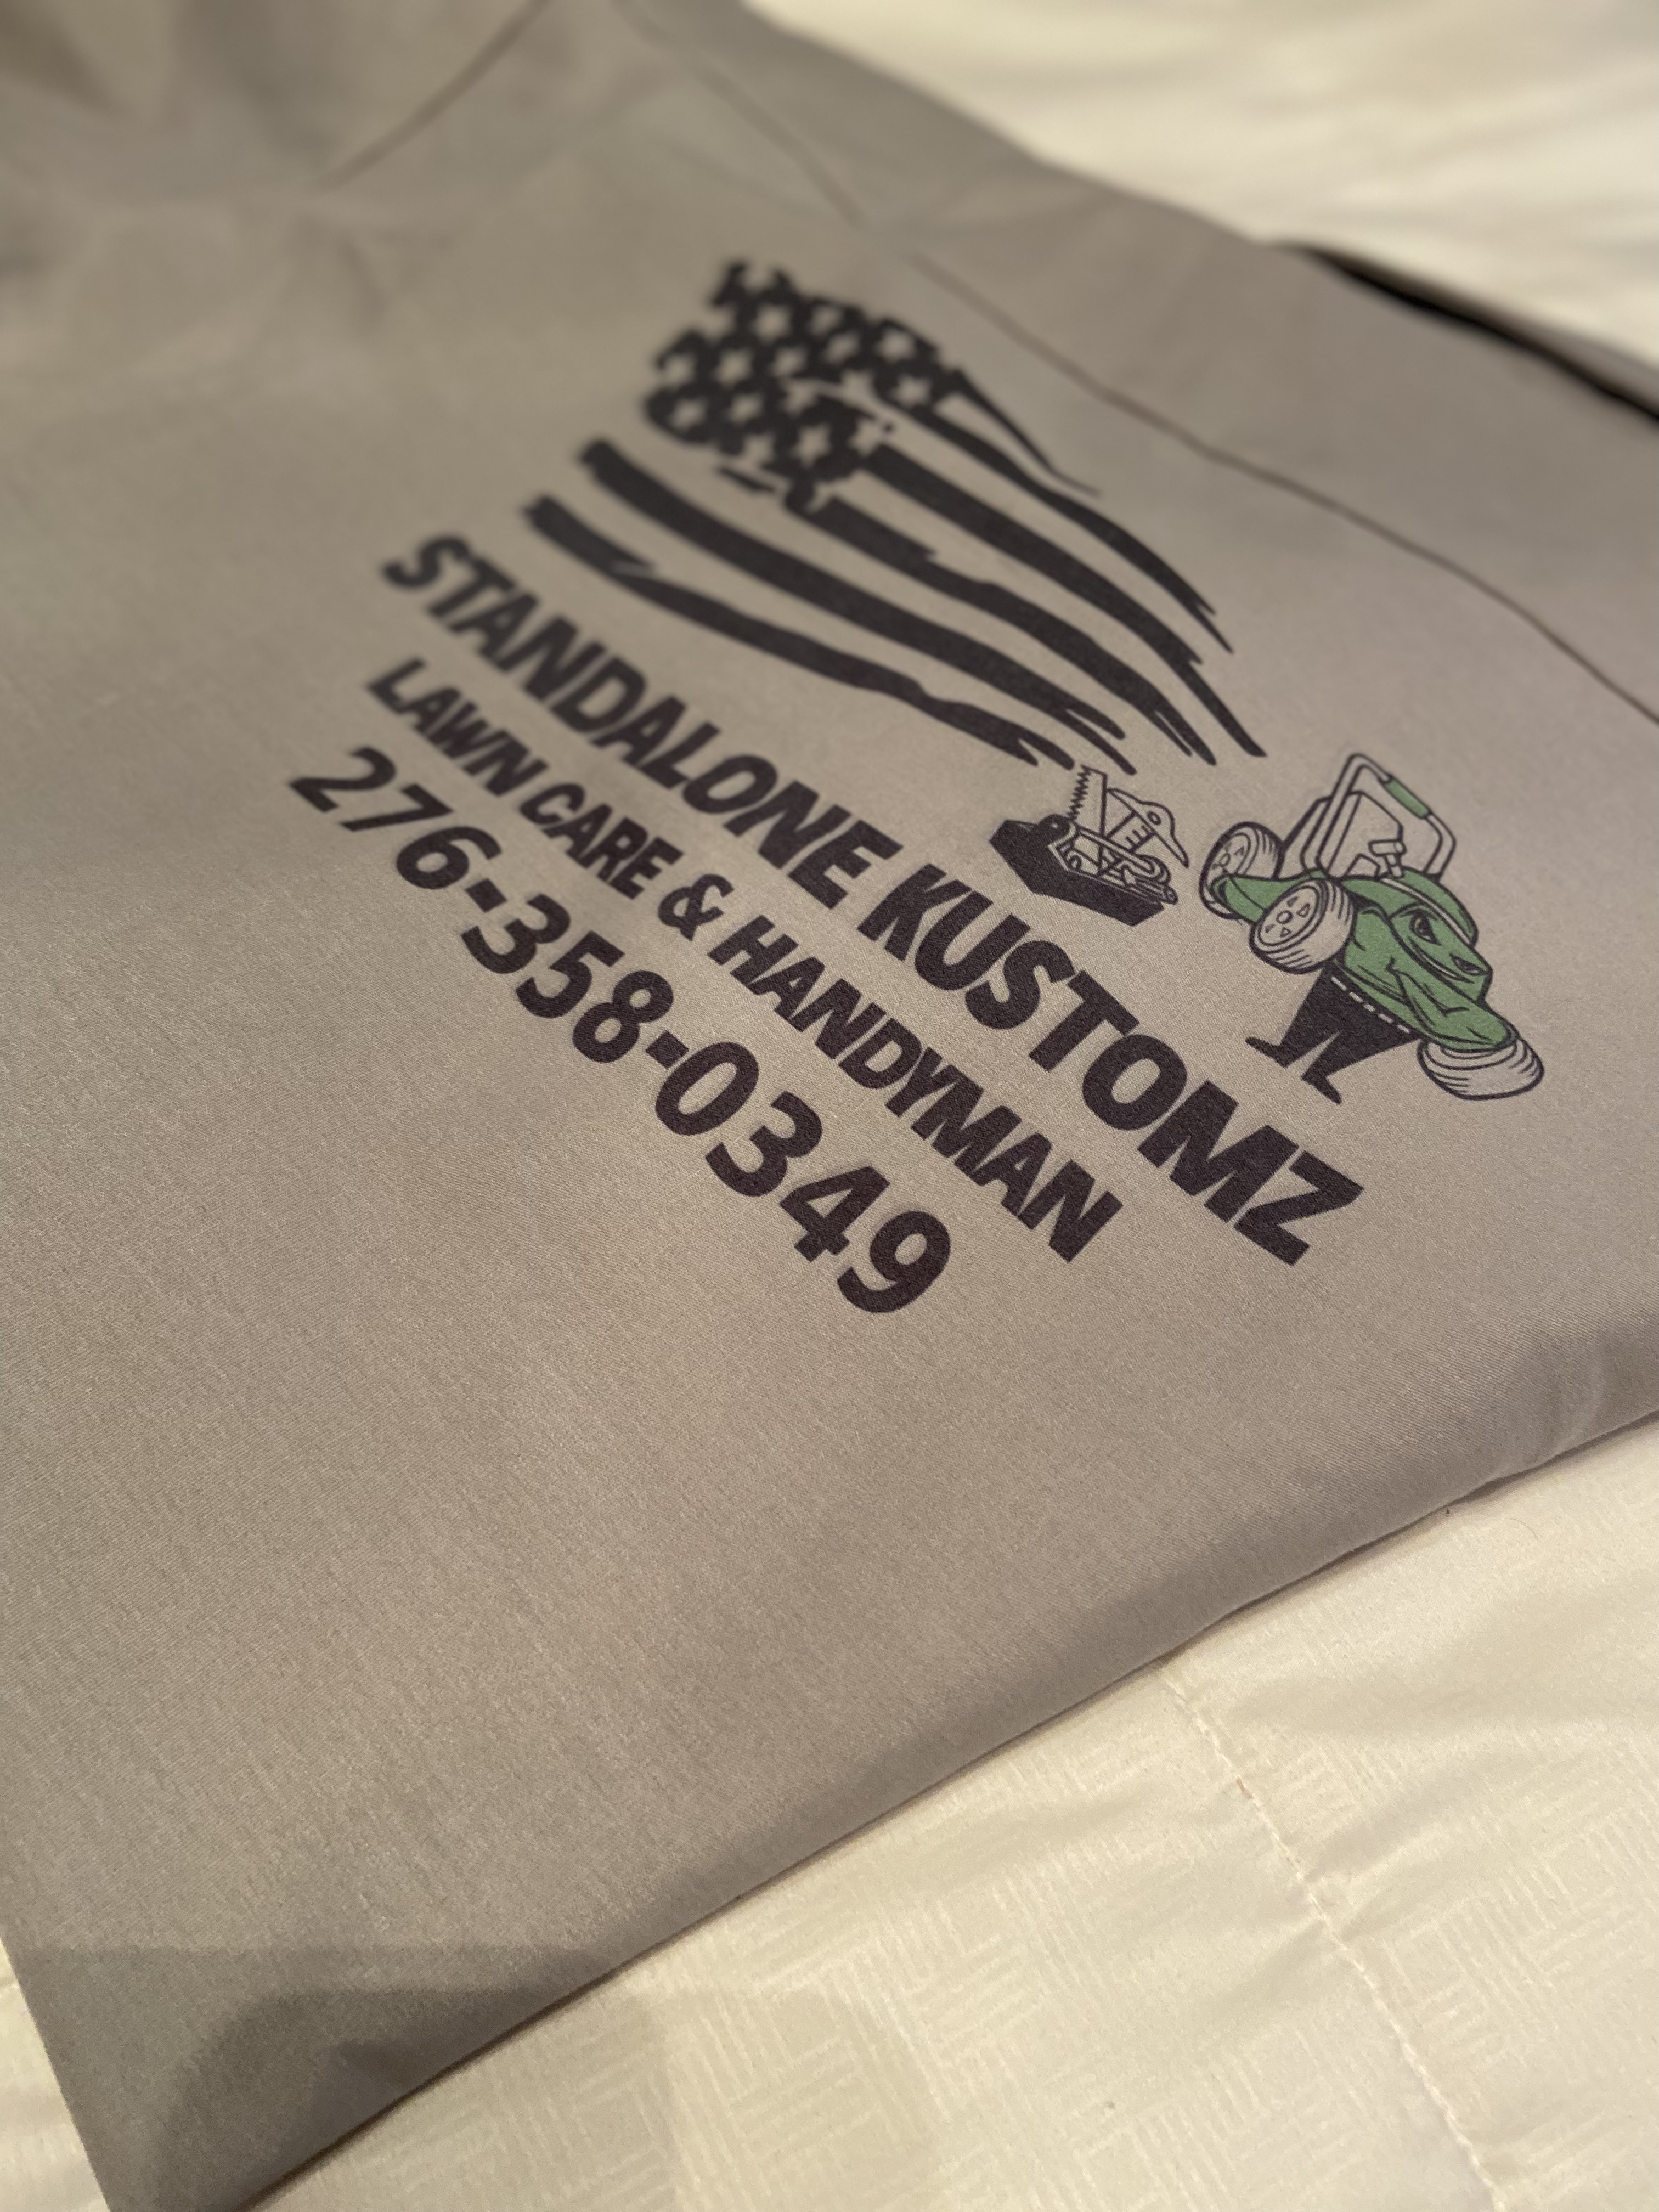 STANDALONE KUSTOMZ
LAWN CARE & HANDYMAN
276-358-0349